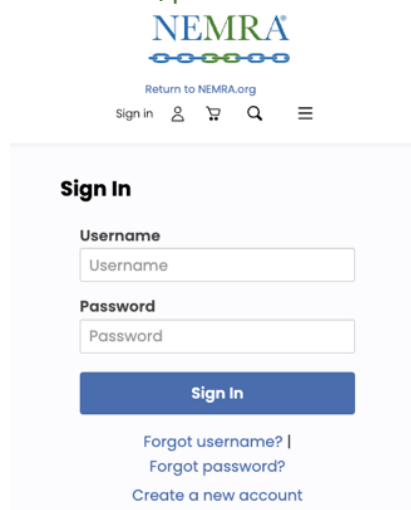 NEMRA
Return to NEMRA.org
Sign in
Sign In
Username
Username
Password
Password
Sign In
Forgot username? |
Forgot password?
Create a new account